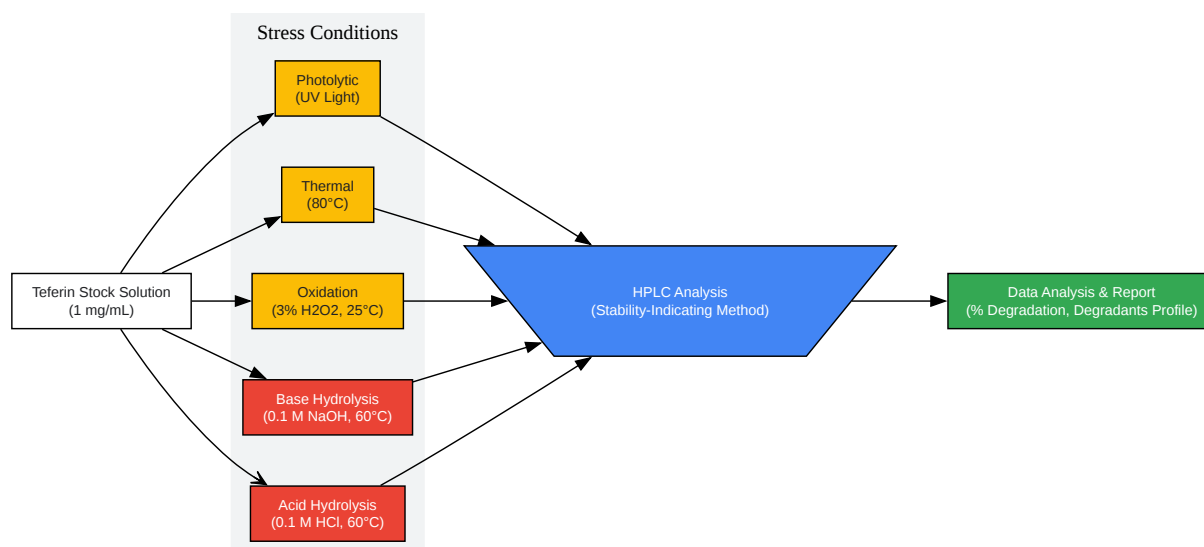 Stress Conditions
Photolytic
(UV Light)
Thermal
(80°C)
Teferin Stock Solution
(1 mg/mL)
Oxidation
(3% H2O2, 25°C)
HPLC Analysis
(Stability-Indicating Method)
Data Analysis & Report
(% Degradation, Degradants Profile)
Base Hydrolysis
(0.1 M NaOH, 60°C)
Acid Hydrolysis
(0.1 M HCl, 60°C)